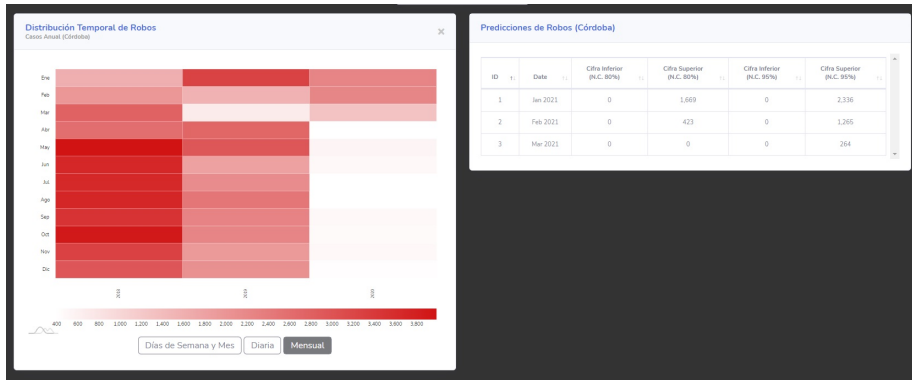 Distribución Temporal de Robos
Casos Anual (Córdoba)
×
Ene
Feb
Mar
Abr
May
Jun
Jul
Ago
Sep
Oct
Nov
Dic
2018
2019
2020
400 600 800 1,000 1,200 1,400 1,600 1,800 2,000 2,200 2,400 2,600 2,800 3,000 3,200 3,400 3,600 3,800
Días de Semana y Mes Diaria Mensual
Predicciones de Robos (Córdoba)
ID Date Cifra Inferior (N.C. 80%) Cifra Superior (N.C. 80%) Cifra Inferior (N.C. 95%) Cifra Superior (N.C. 95%)
1 Jan 2021 0 1,669 0 2,336
2 Feb 2021 0 423 0 1,265
3 Mar 2021 0 0 0 264